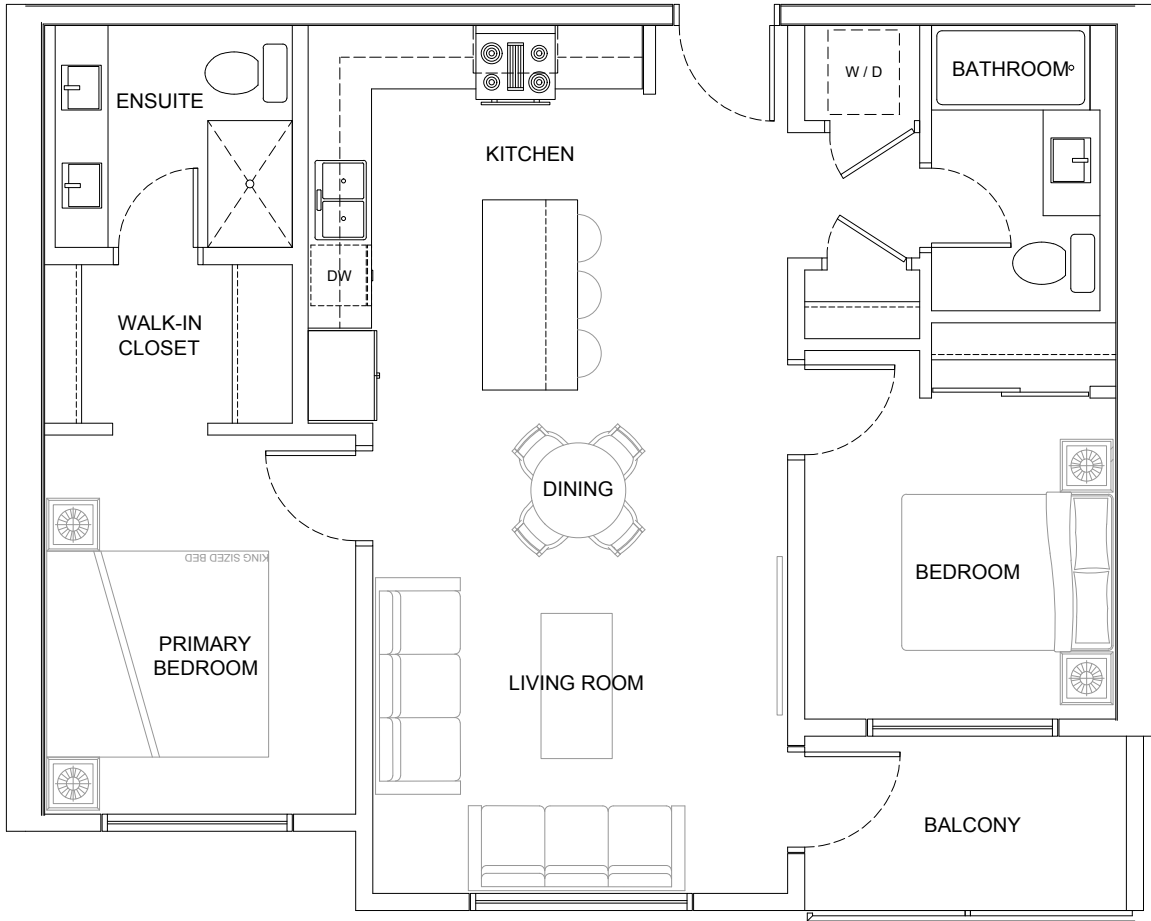 ENSUITE
W / D
BATHROOM
KITCHEN
DW
WALK-IN
CLOSET
DINING
KING SIZED BED
BEDROOM
PRIMARY
BEDROOM
LIVING ROOM
BALCONY